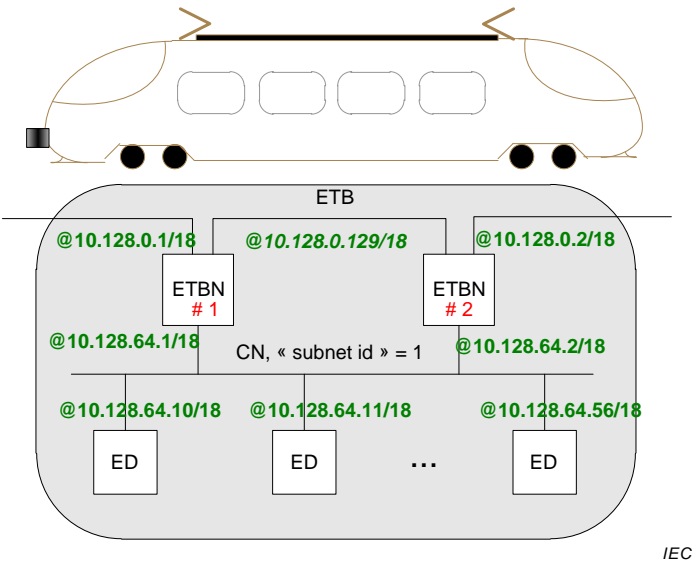 ETB
@10.128.0.1/18
@10.128.0.129/18
@10.128.0.2/18
ETBN
# 1
ETBN
# 2
@10.128.64.1/18
CN, « subnet id » = 1
@10.128.64.2/18
@10.128.64.10/18
@10.128.64.11/18
@10.128.64.56/18
ED
ED
...
ED
IEC